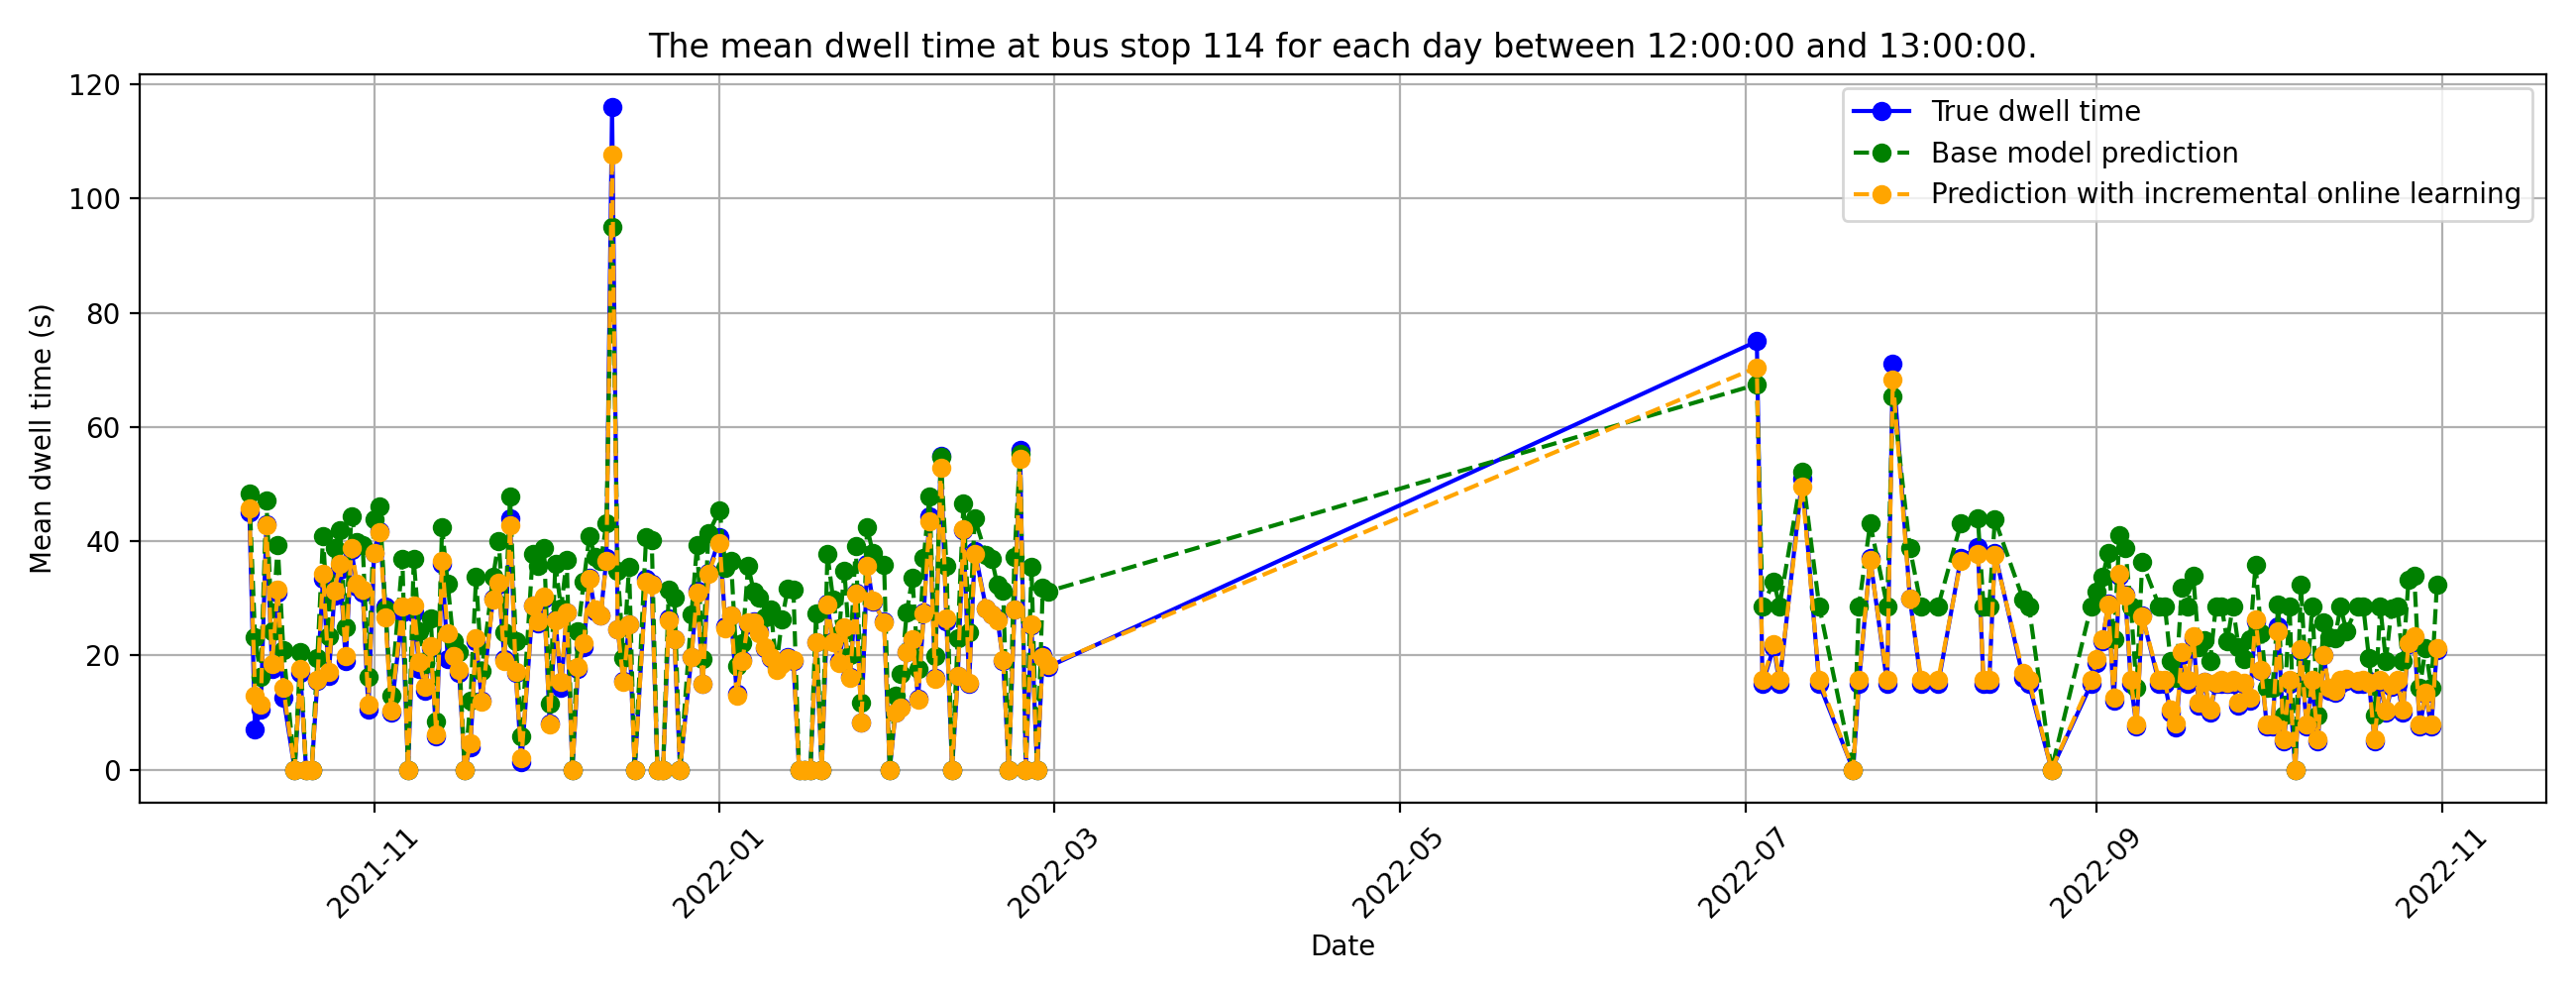 The mean dwell time at bus stop 114 for each day between 12:00:00 and 13:00:00.
120
100
80
60
40
20
0
Mean dwell time (s)
True dwell time
Base model prediction
Prediction with incremental online learning
2021-11
2022-01
2022-03
2022-05
2022-07
2022-09
2022-11
Date